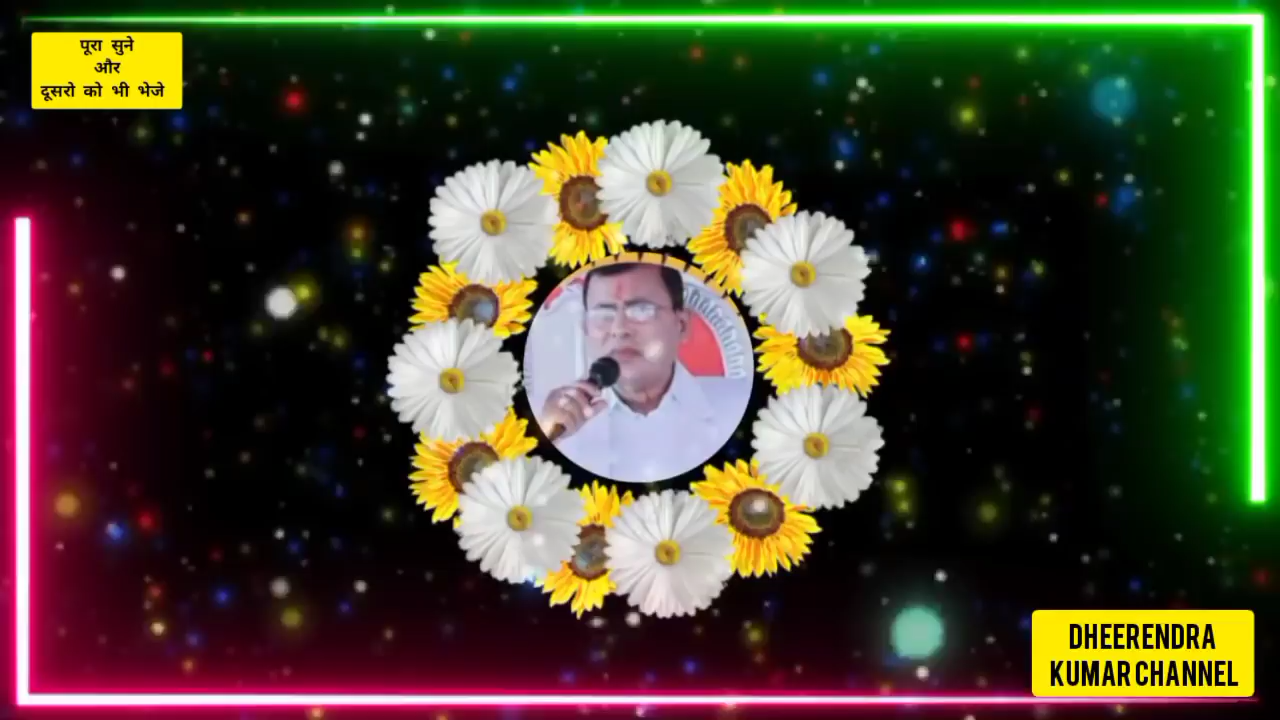 पूरा सुने
और
दूसरो को भी भेजे
DHEERENDRA
KUMAR CHANNEL